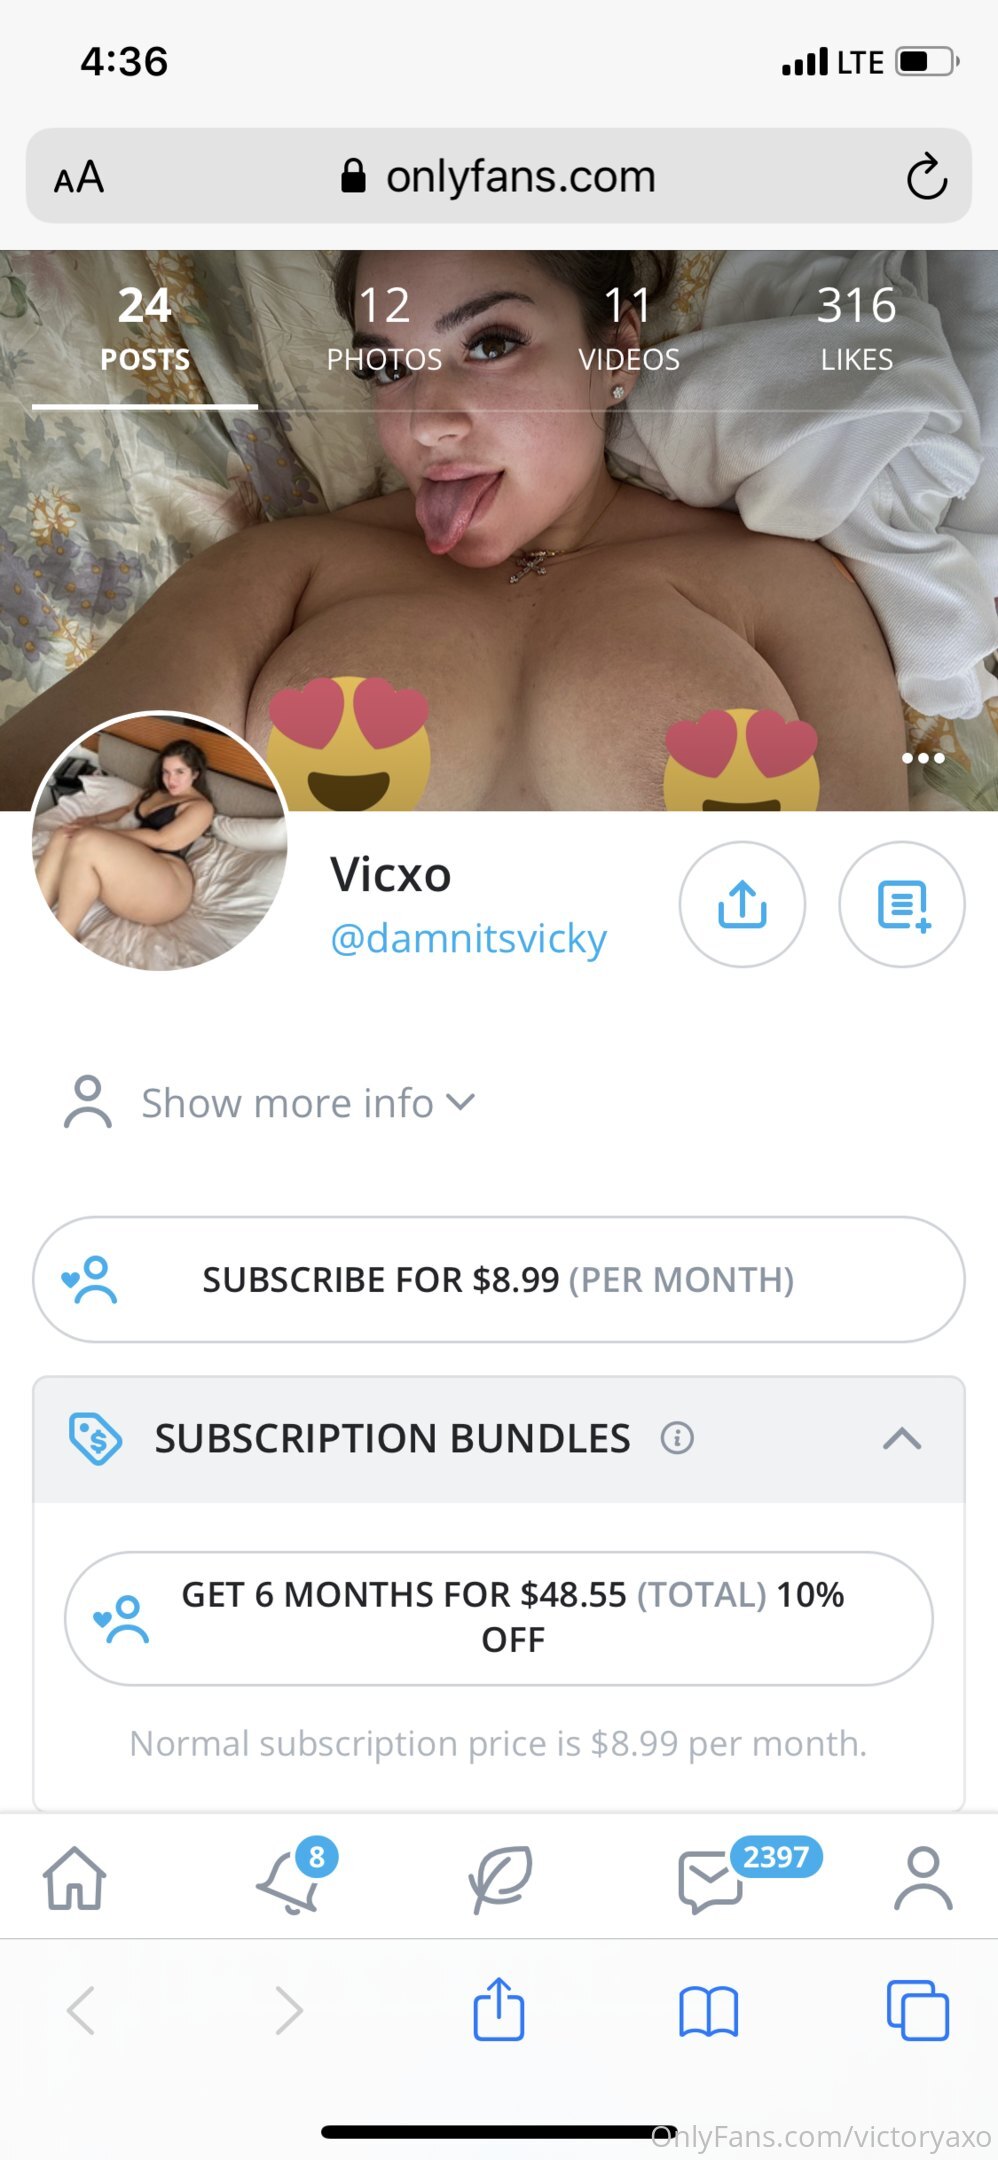 4:36
LTE
AA
onlyfans.com
24
12
11
316
POSTS
PHOTOS
VIDEOS
LIKES
Vicxo
@damnitsvicky
Show more info
SUBSCRIBE FOR $8.99 (PER MONTH)
SUBSCRIPTION BUNDLES
GET 6 MONTHS FOR $48.55 (TOTAL) 10%
OFF
Normal subscription price is $8.99 per month.
8
2397
OnlyFans.com/victoryaxo